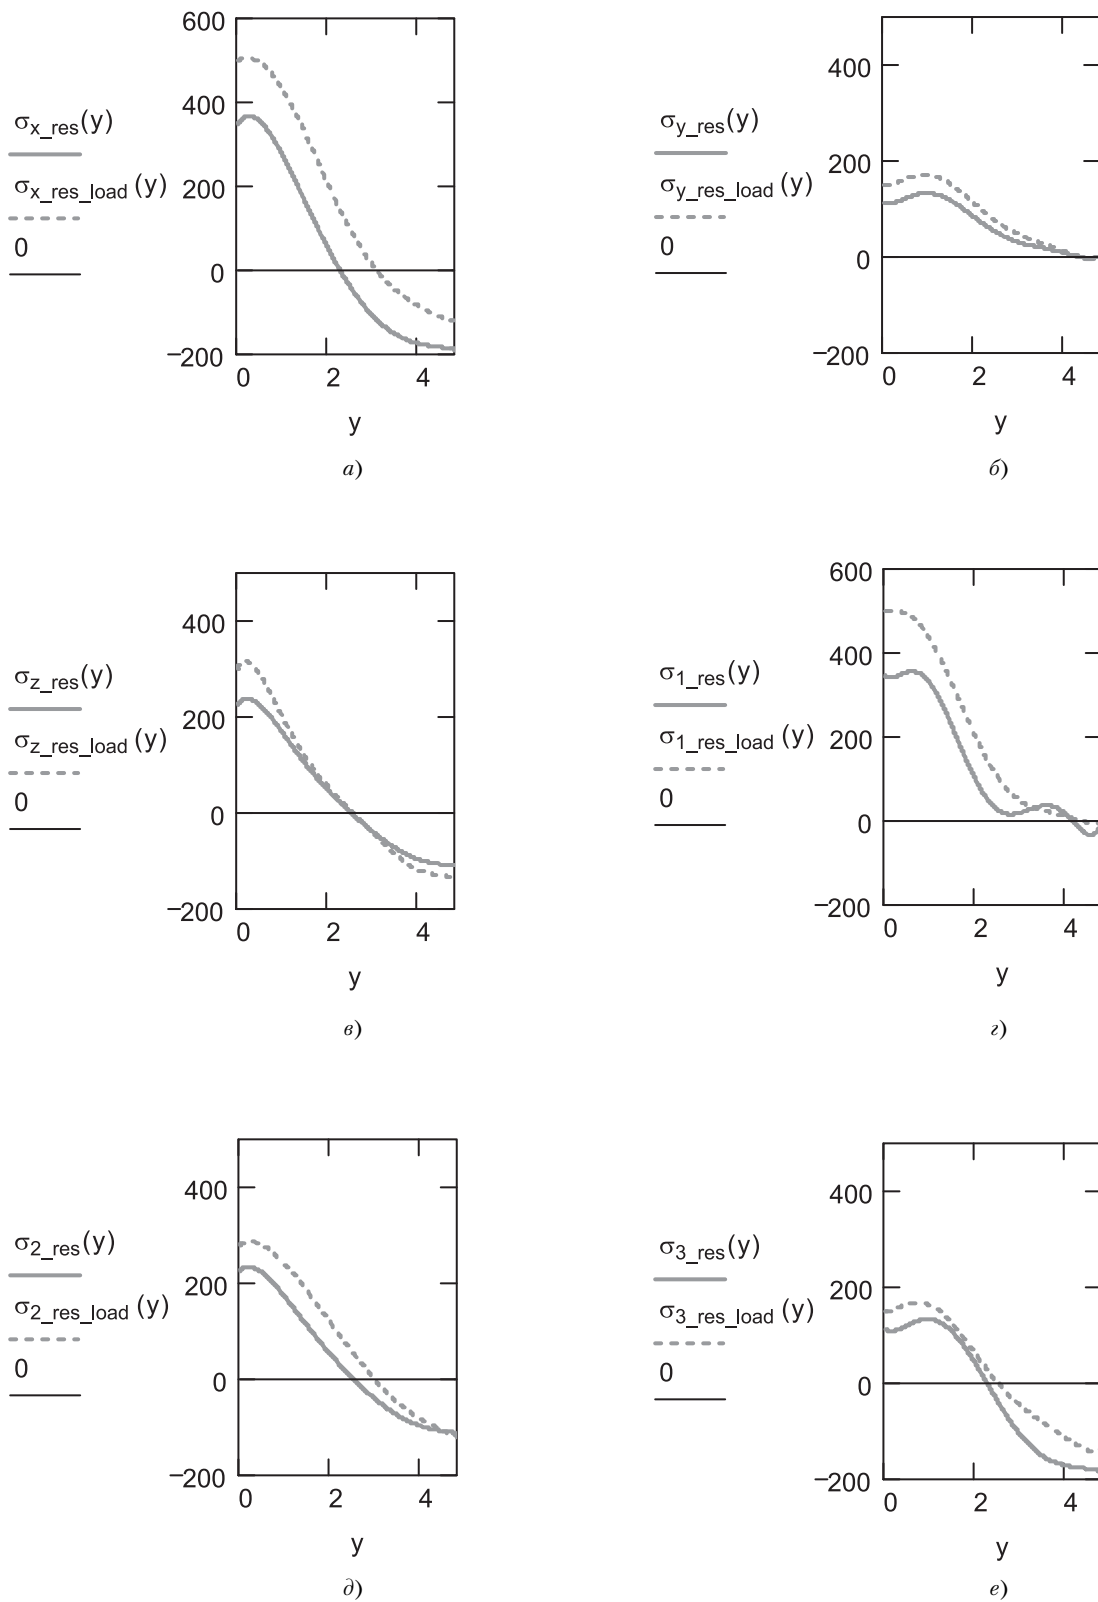 600
400
200
0
−200
σx_res(y)
σx_res_load(y)
0
0 2 4
y
а)
400
200
0
−200
σy_res(y)
σy_res_load(y)
0
0 2 4
y
б)
400
200
0
−200
σz_res(y)
σz_res_load(y)
0
0 2 4
y
в)
600
400
200
0
−200
σ1_res(y)
σ1_res_load(y)
0
0 2 4
y
г)
400
200
0
−200
σ2_res(y)
σ2_res_load(y)
0
0 2 4
y
д)
400
200
0
−200
σ3_res(y)
σ3_res_load(y)
0
0 2 4
y
е)